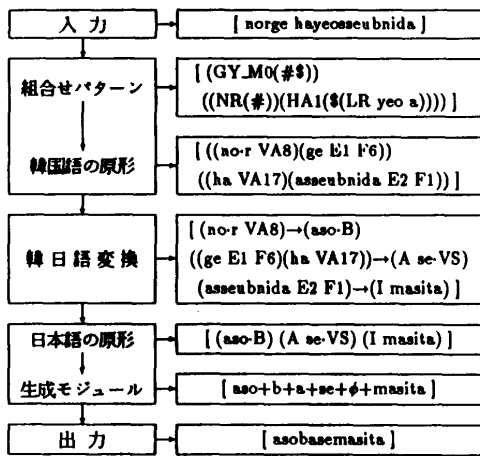 入力
[ norge hayeosseubnida ]
組合せパターン
[ (GY_M0(#$))
((NR(#))(HA1($(LR yeo a)))) ]
韓国語の原形
[ ((no·r VA8)(ge E1 F6))
((ha VA17)(asseubnida E2 F1)) ]
韓日語変換
[ (no·r VA8)→(aso·B)
((ge E1 F6)(ha VA17))→(A se·VS)
(asseubnida E2 F1)→(I masita) ]
日本語の原形
[ (aso·B) (A se·VS) (I masita) ]
生成モジュール
[ aso+b+a+se+ϕ+masita ]
出力
[ asobasemasita ]